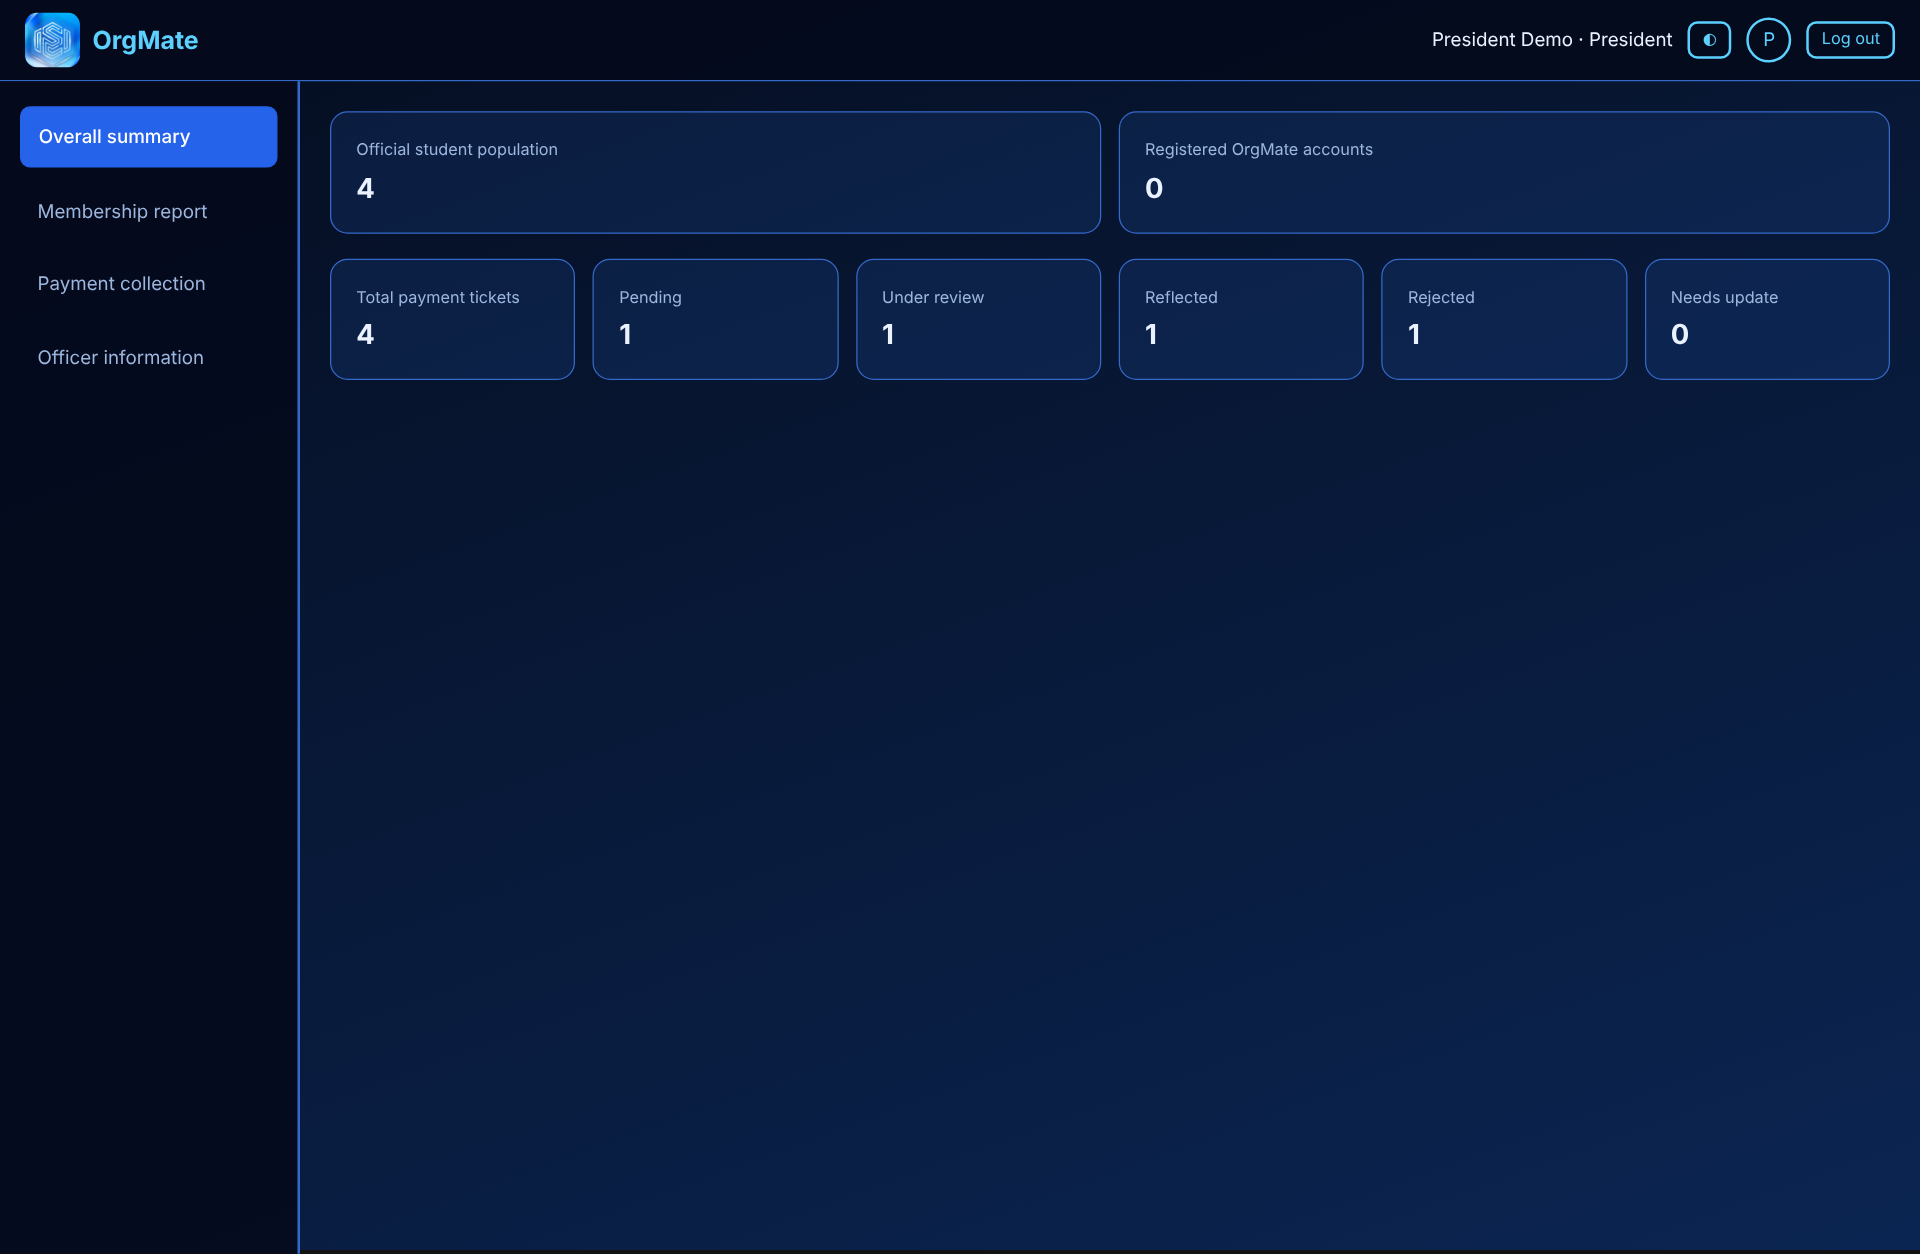 OrgMate
President Demo · President
P
Log out
Overall summary
Membership report
Payment collection
Officer information
Official student population
4
Registered OrgMate accounts
0
Total payment tickets
4
Pending
1
Under review
1
Reflected
1
Rejected
1
Needs update
0